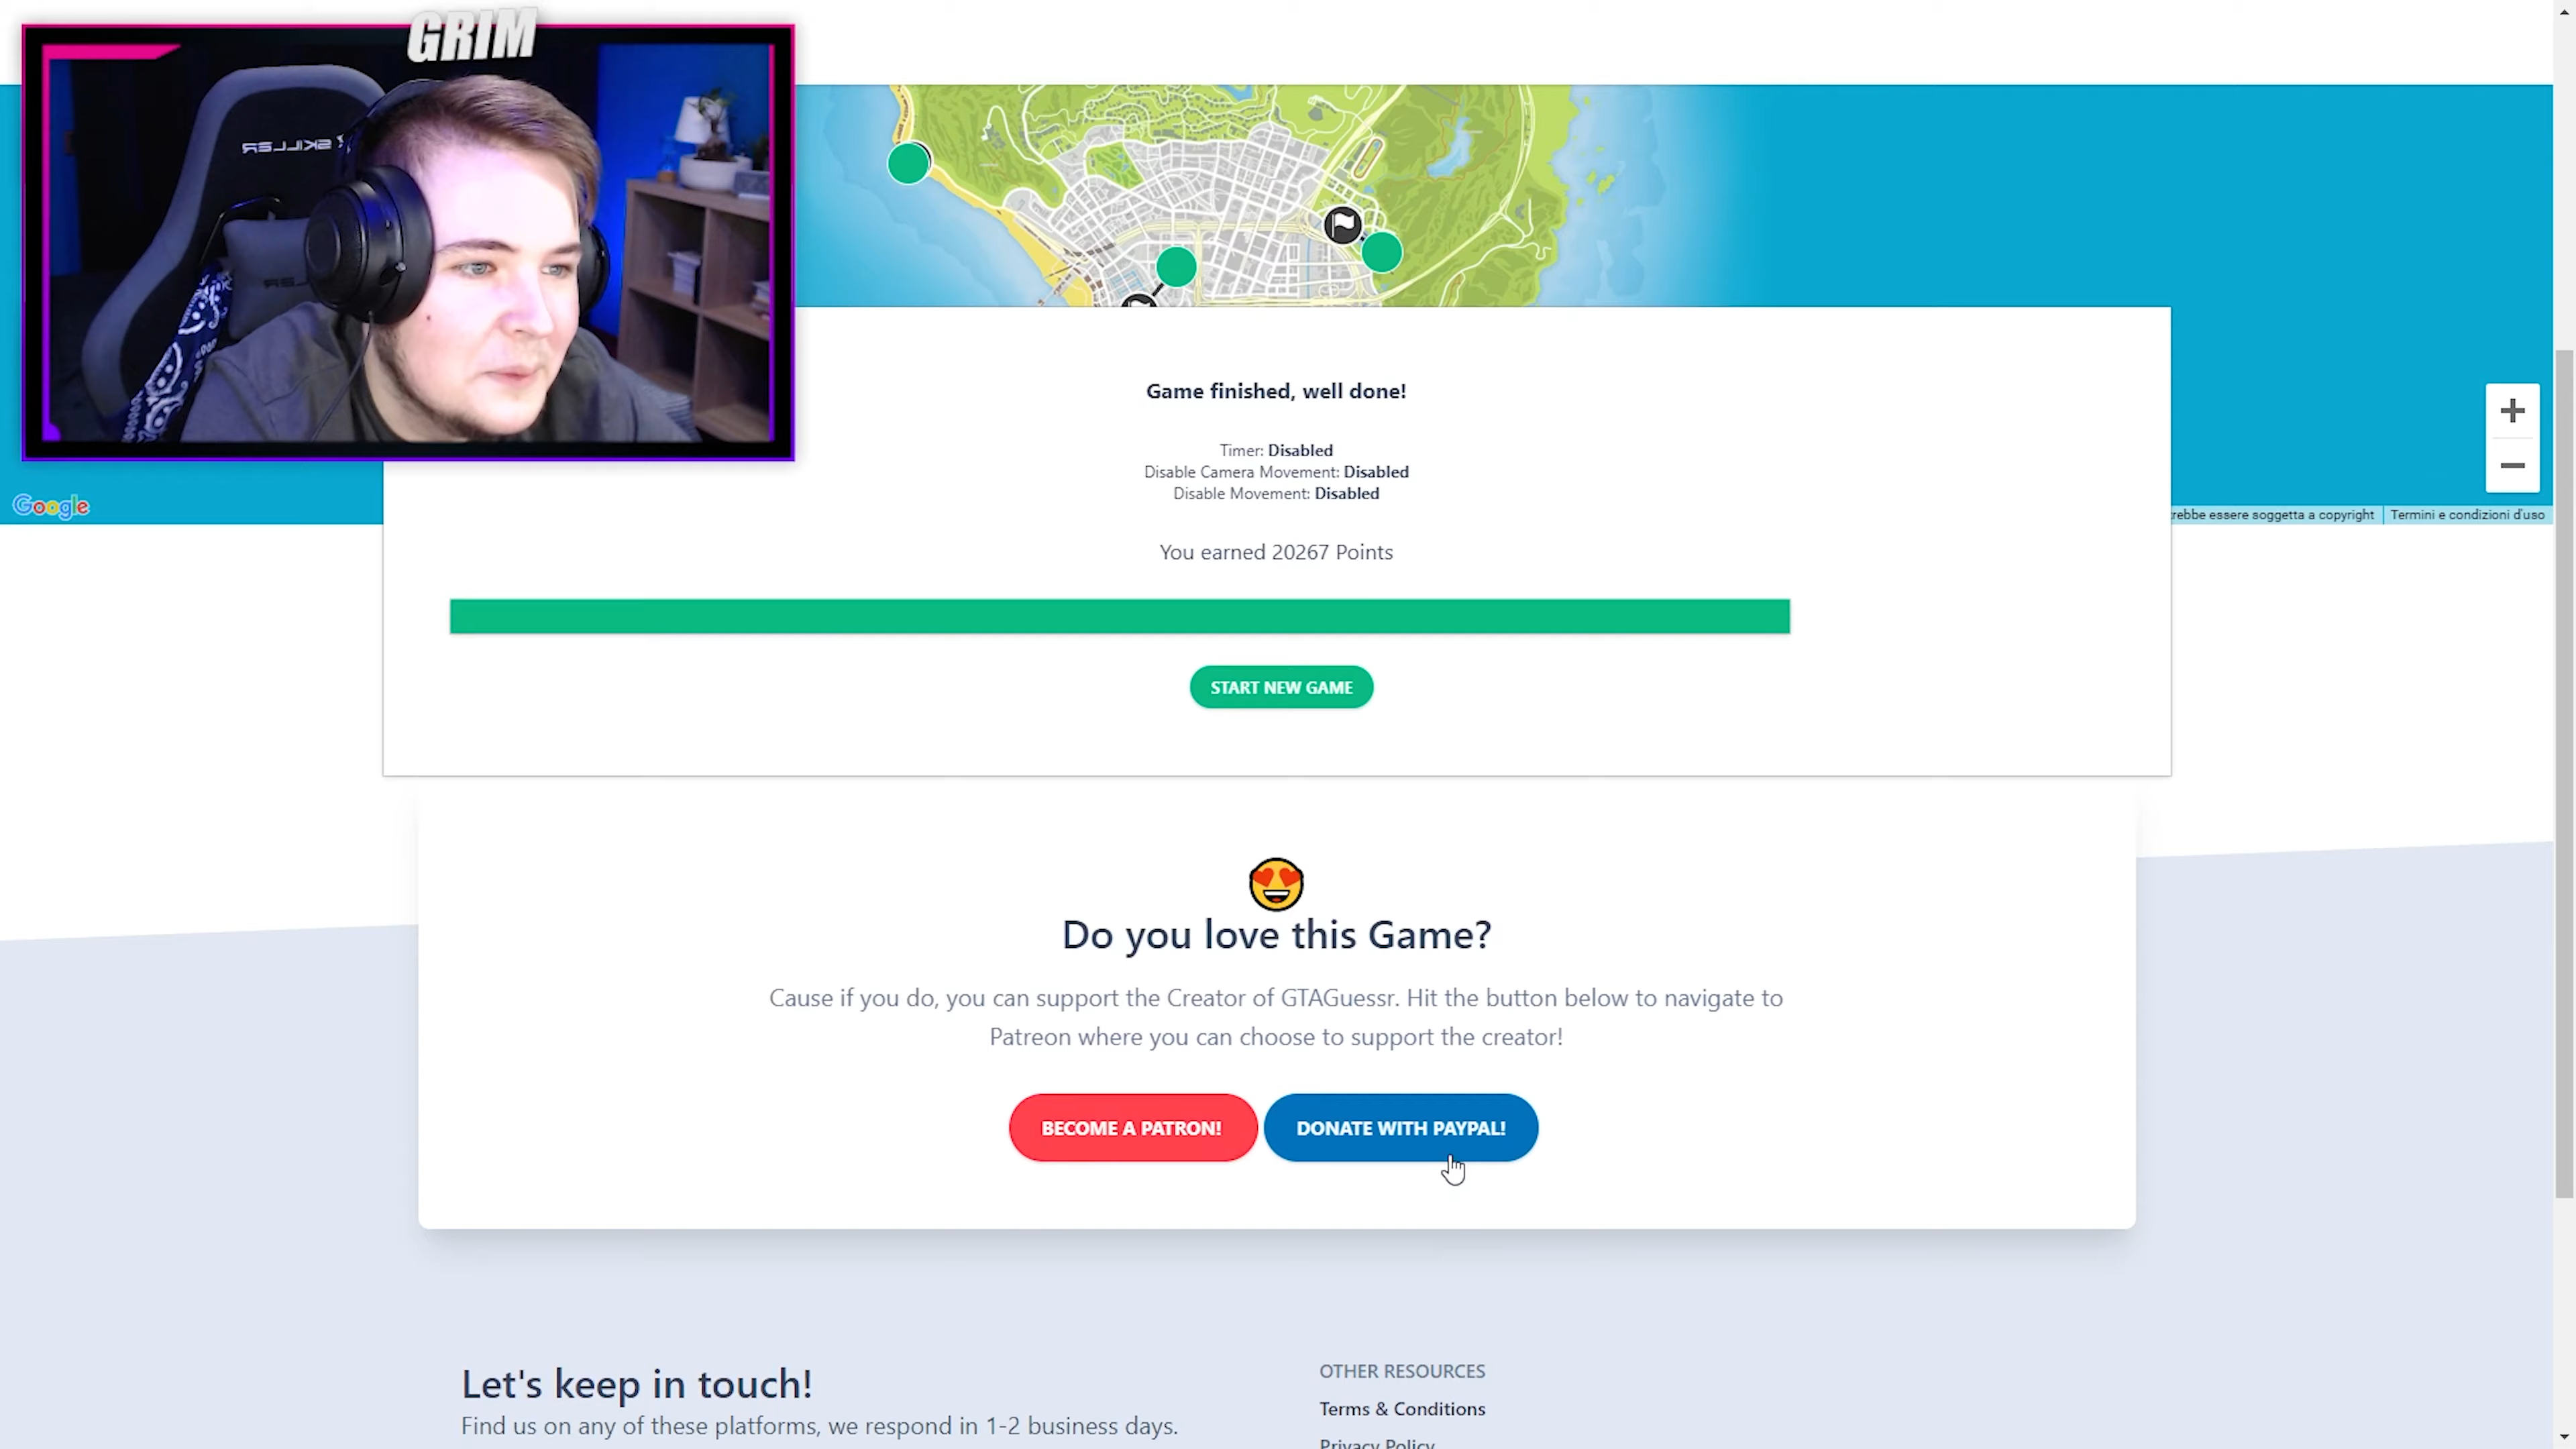 GRIM
SKILLER
Game finished, well done!
Timer: Disabled
Disable Camera Movement: Disabled
Disable Movement: Disabled
Google
rebbe essere soggetta a copyright
Termini e condizioni d'uso
You earned 20267 Points
START NEW GAME
Do you love this Game?
Cause if you do, you can support the Creator of GTAGuessr. Hit the button below to navigate to
Patreon where you can choose to support the creator!
BECOME A PATRON!
DONATE WITH PAYPAL!
Let's keep in touch!
Find us on any of these platforms, we respond in 1-2 business days.
OTHER RESOURCES
Terms & Conditions
Privacy Policy